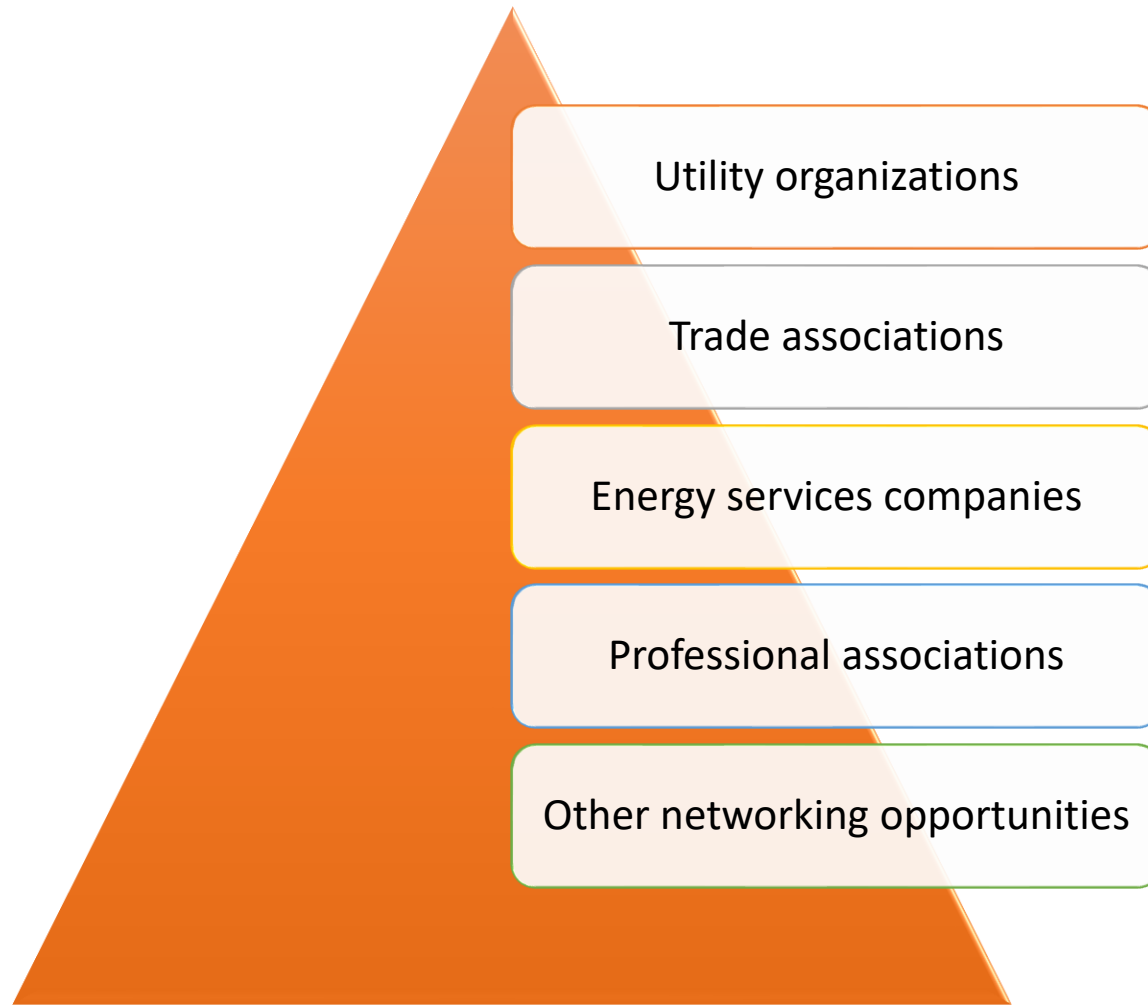 Utility organizations
Trade associations
Energy services companies
Professional associations
Other networking opportunities